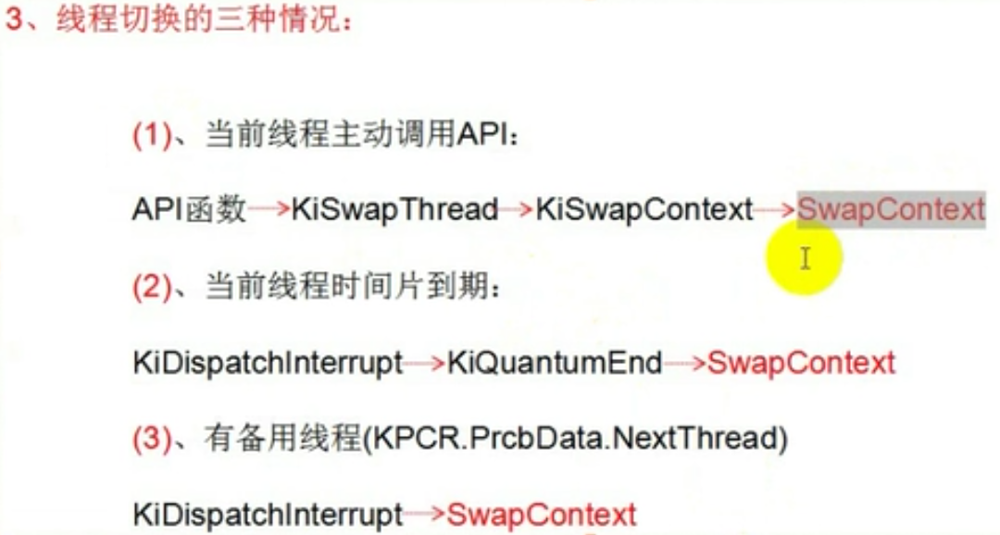 3、线程切换的三种情况：
(1)、当前线程主动调用API：
API函数→KiSwapThread→KiSwapContext→SwapContext
(2)、当前线程时间片到期：
KiDispatchInterrupt→KiQuantumEnd→SwapContext
(3)、有备用线程(KPCR.PrcbData.NextThread)
KiDispatchInterrupt→SwapContext